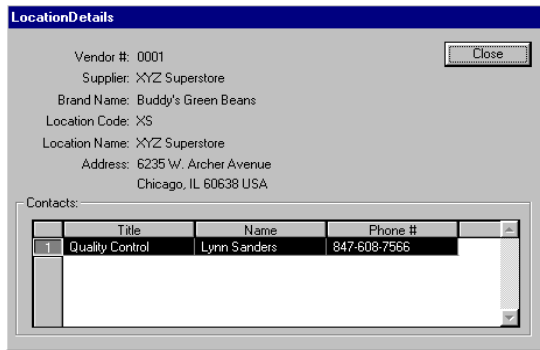 LocationDetails
Vendor #: 0001
Close
Supplier: XYZ Superstore
Brand Name: Buddy's Green Beans
Location Code: XS
Location Name: XYZ Superstore
Address: 6235 W. Archer Avenue
Chicago, IL 60638 USA
Contacts:
Title Name Phone #
1 Quality Control Lynn Sanders 847-608-7566